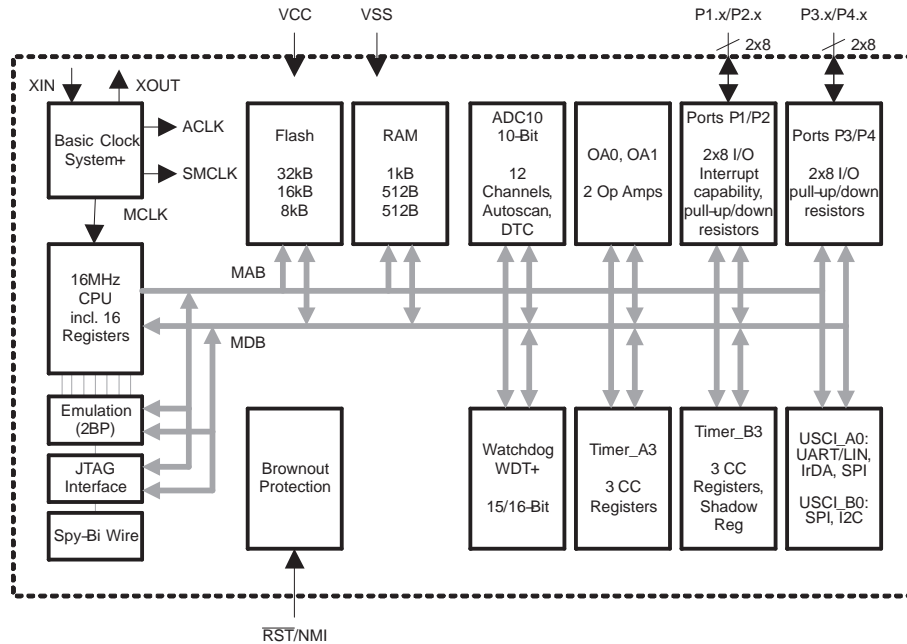 VCC
VSS
P1.x/P2.x
P3.x/P4.x
2x8
2x8
XIN
XOUT
Basic Clock
System+
ACLK
SMCLK
MCLK
Flash
32kB
16kB
8kB
RAM
1kB
512B
512B
ADC10
10-Bit
12
Channels,
Autoscan,
DTC
OA0, OA1
2 Op Amps
Ports P1/P2
2x8 I/O
Interrupt
capability,
pull-up/down
resistors
Ports P3/P4
2x8 I/O
pull-up/down
resistors
16MHz
CPU
incl. 16
Registers
MAB
MDB
Emulation
(2BP)
JTAG
Interface
Spy-Bi Wire
Brownout
Protection
Watchdog
WDT+
15/16-Bit
Timer_A3
3 CC
Registers
Timer_B3
3 CC
Registers,
Shadow
Reg
USCI_A0:
UART/LIN,
IrDA, SPI
USCI_B0:
SPI, I2C
RST/NMI